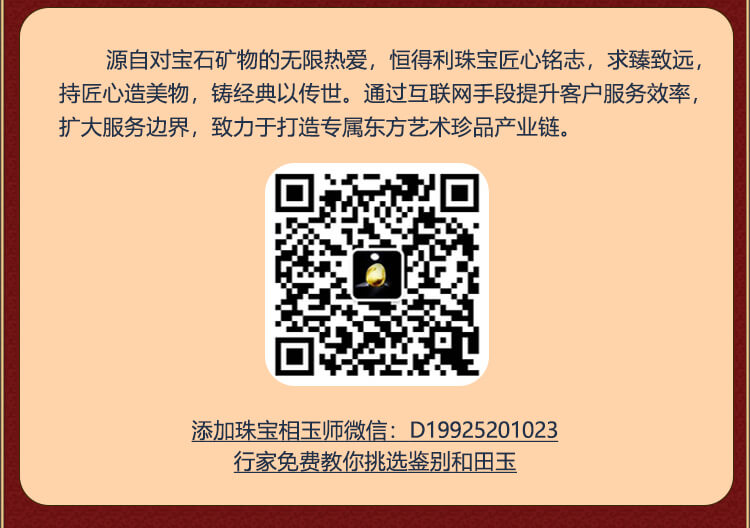 源自对宝石矿物的无限热爱，恒得利珠宝匠心铭志，求臻致远，
持匠心造美物，铸经典以传世。通过互联网手段提升客户服务效率，
扩大服务边界，致力于打造专属东方艺术珍品产业链。
添加珠宝相玉师微信：D19925201023
行家免费教你挑选鉴别和田玉